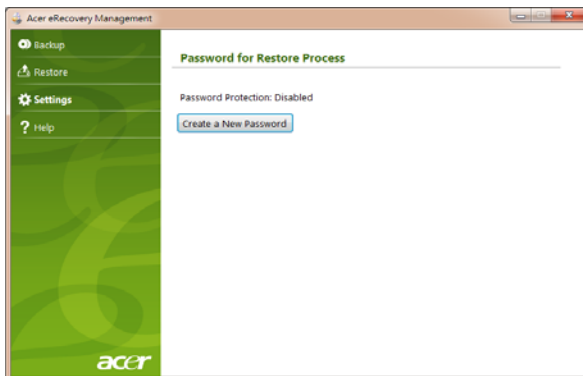 Acer eRecovery Management
Backup
Restore
Settings
? Help
Password for Restore Process
Password Protection: Disabled
Create a New Password
acer